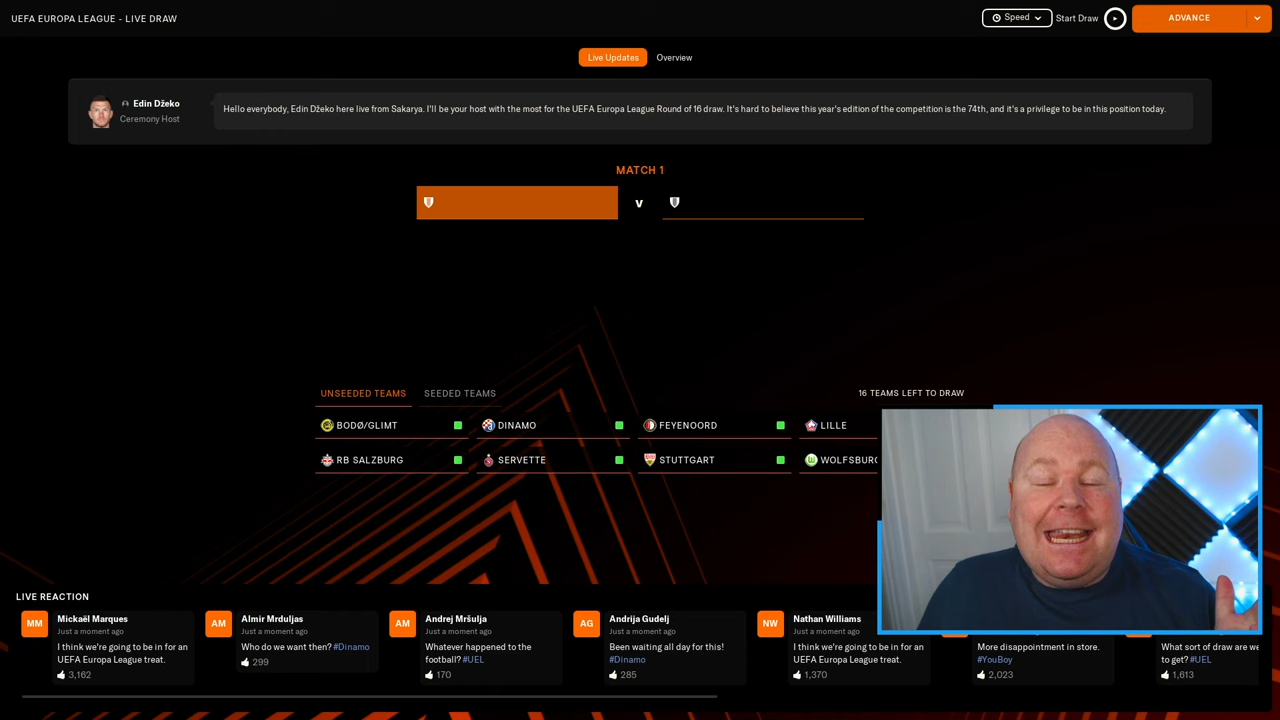 UEFA EUROPA LEAGUE - LIVE DRAW
Speed
Start Draw
ADVANCE
Live Updates
Overview
Edin Džeko
Ceremony Host
Hello everybody, Edin Džeko here live from Sakarya. I'll be your host with the most for the UEFA Europa League Round of 16 draw. It's hard to believe this year's edition of the competition is the 74th, and it's a privilege to be in this position today.
MATCH 1
v
UNSEEDED TEAMS
SEEDED TEAMS
16 TEAMS LEFT TO DRAW
BODØ/GLIMT
DINAMO
FEYENOORD
LILLE
RB SALZBURG
SERVETTE
STUTTGART
WOLFSBURG
LIVE REACTION
MM
Mickaël Marques
Just a moment ago
I think we're going to be in for an
UEFA Europa League treat.
3,162
AM
Almir Mrduljas
Just a moment ago
Who do we want then? #Dinamo
299
AM
Andrej Mršulja
Just a moment ago
Whatever happened to the
football? #UEL
170
AG
Andrija Gudelj
Just a moment ago
Been waiting all day for this!
#Dinamo
285
NW
Nathan Williams
Just a moment ago
I think we're going to be in for an
UEFA Europa League treat.
1,370
More disappointment in store.
#YouBoy
2,023
What sort of draw are we
to get? #UEL
1,613